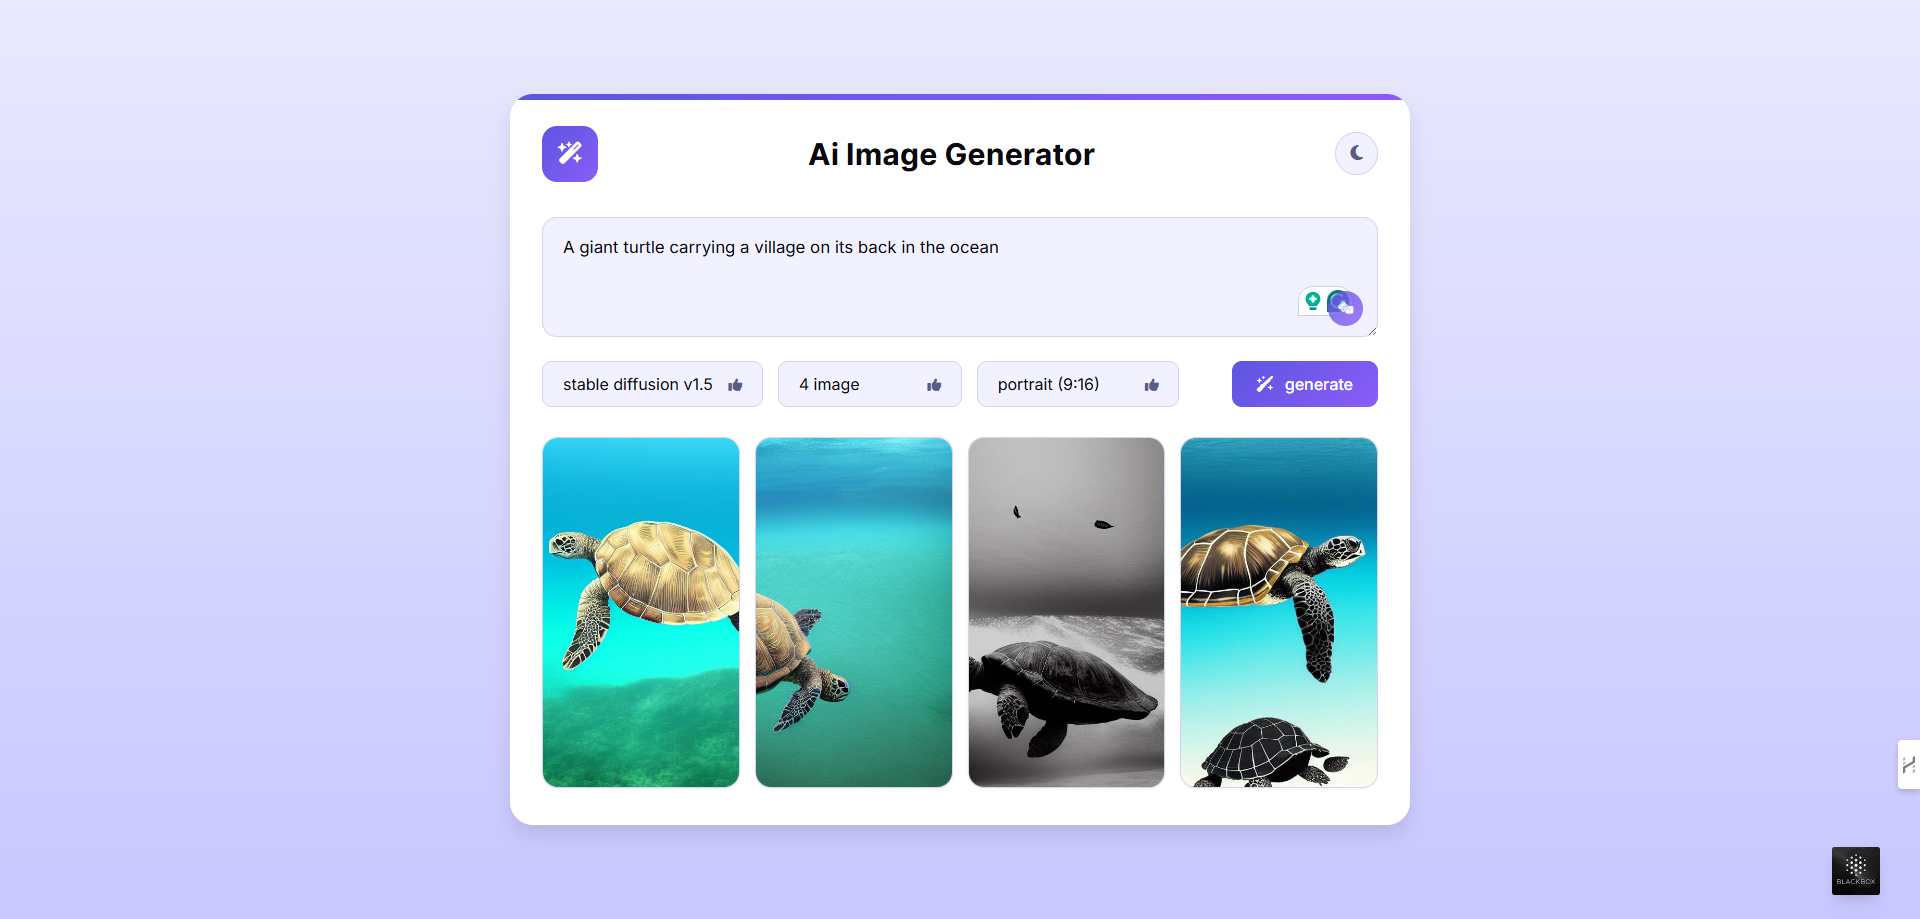 Ai Image Generator
A giant turtle carrying a village on its back in the ocean
stable diffusion v1.5
4 image
portrait (9:16)
generate
BLACKBOX